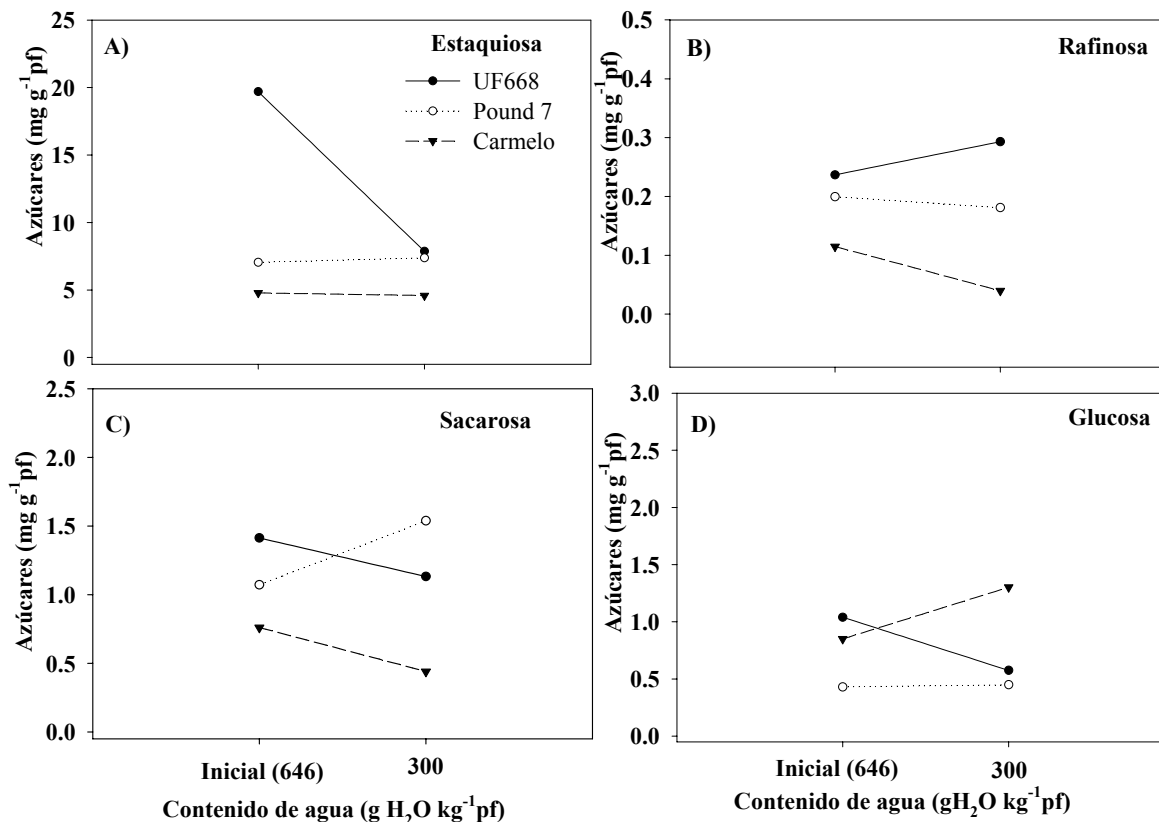 A)
Estaquiosa
UF668
Pound 7
Carmelo
Azúcares (mg g⁻¹pf)
25
20
15
10
5
0
B)
Rafinosa
Azúcares (mg g⁻¹pf)
0.5
0.4
0.3
0.2
0.1
0.0
C)
Sacarosa
Azúcares (mg g⁻¹pf)
2.5
2.0
1.5
1.0
0.5
0.0
Inicial (646)
300
Contenido de agua (g H₂O kg⁻¹pf)
D)
Glucosa
Azúcares (mg g⁻¹pf)
3.0
2.5
2.0
1.5
1.0
0.5
0.0
Inicial (646)
300
Contenido de agua (gH₂O kg⁻¹pf)